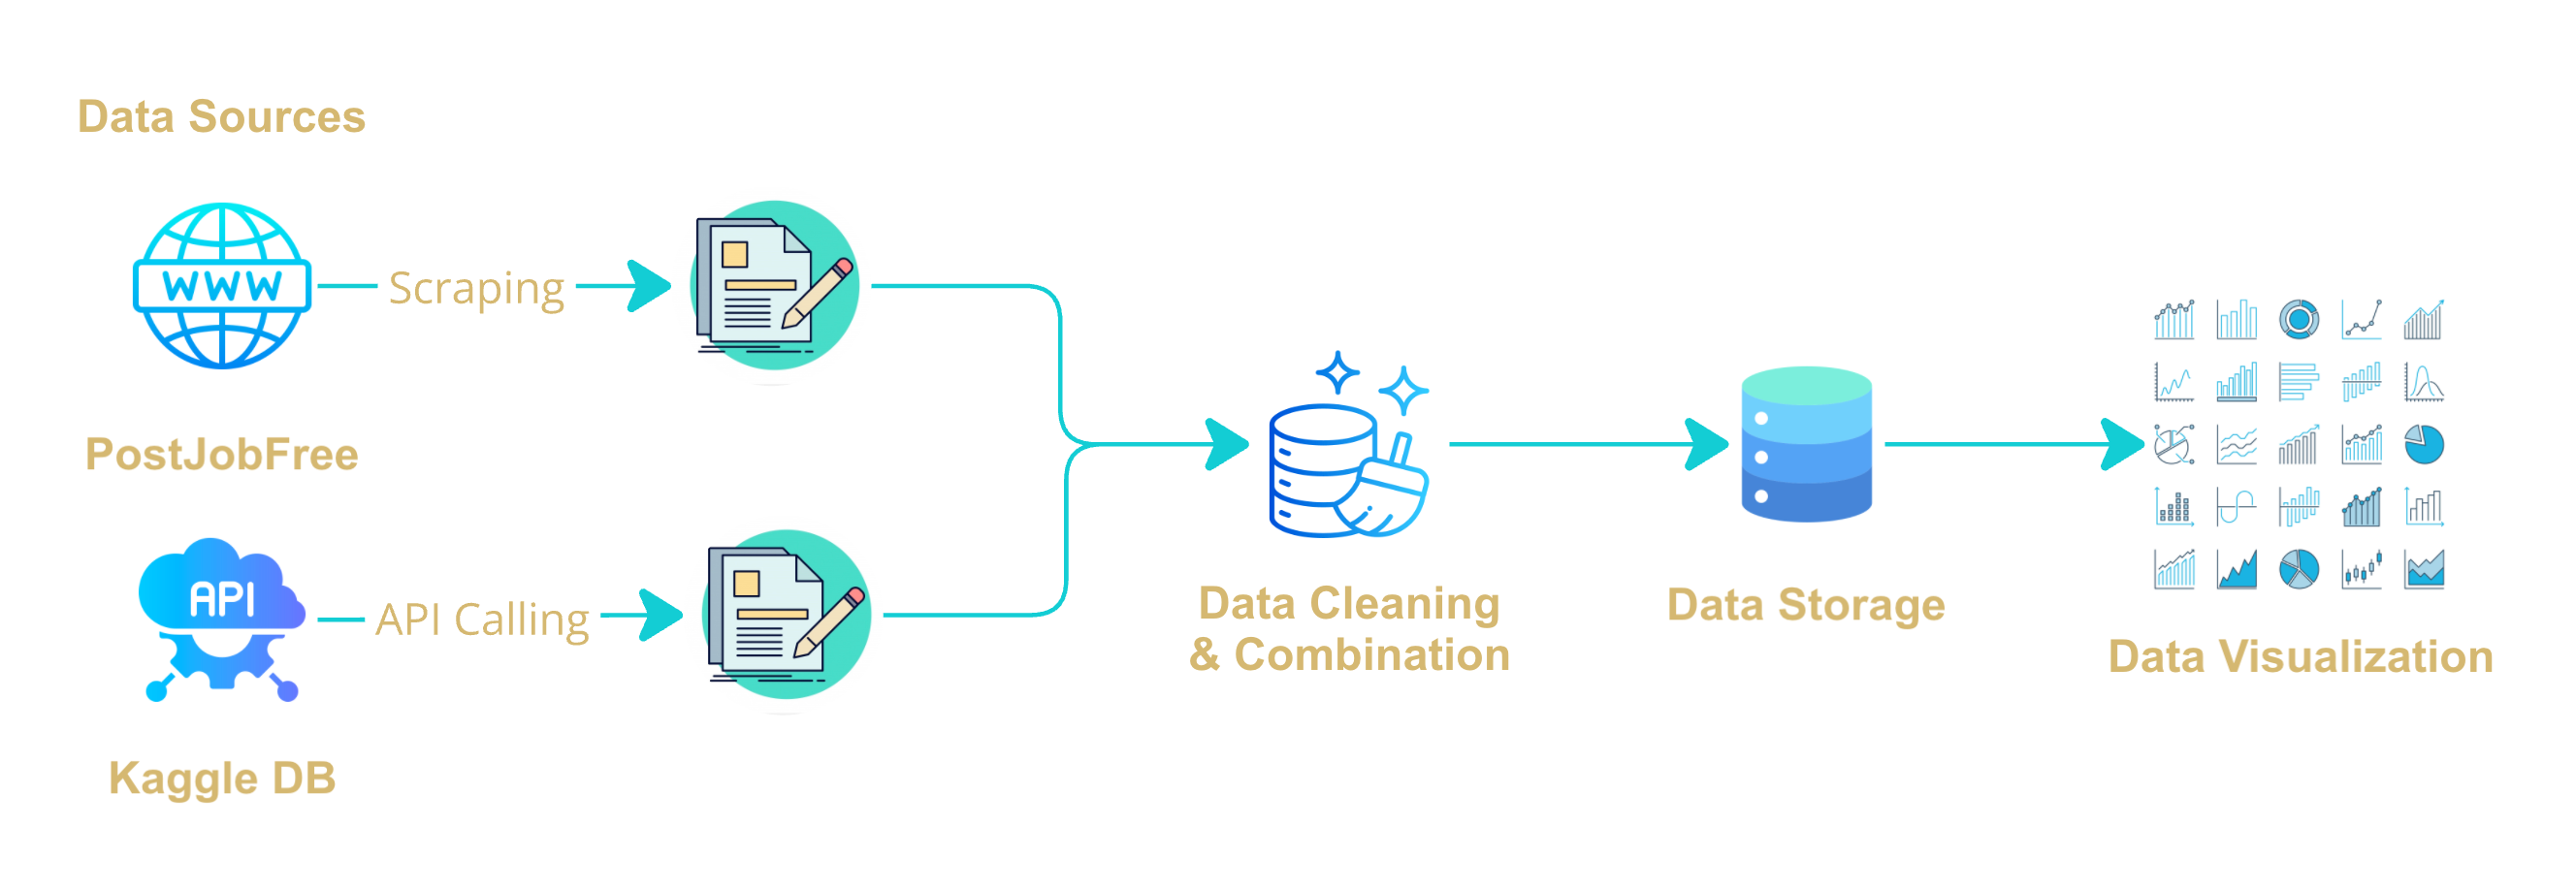 Data Sources
WWW
Scraping
PostJobFree
API
API Calling
Kaggle DB
Data Cleaning
& Combination
Data Storage
Data Visualization